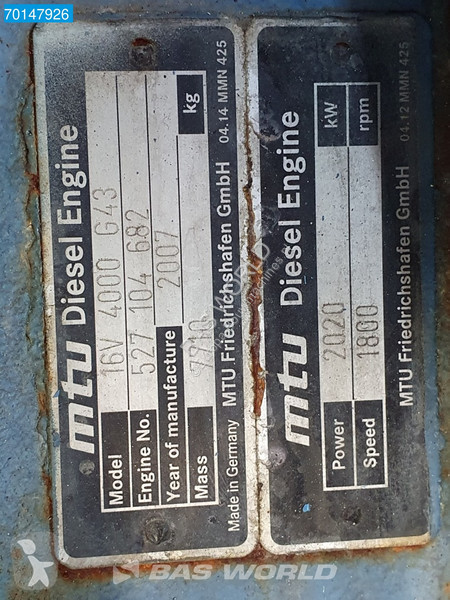 70147926
mtu Diesel Engine
Model 16V 4000 G43
Engine No. 527 104 682
Year of manufacture 2007
Mass kg
Made in Germany MTU Friedrichshafen GmbH 04.14 MMN 425
mtu Diesel Engine
Power 2020 kW
Speed 1800 rpm
MTU Friedrichshafen GmbH 04.12 MMN 425
BAS WORLD